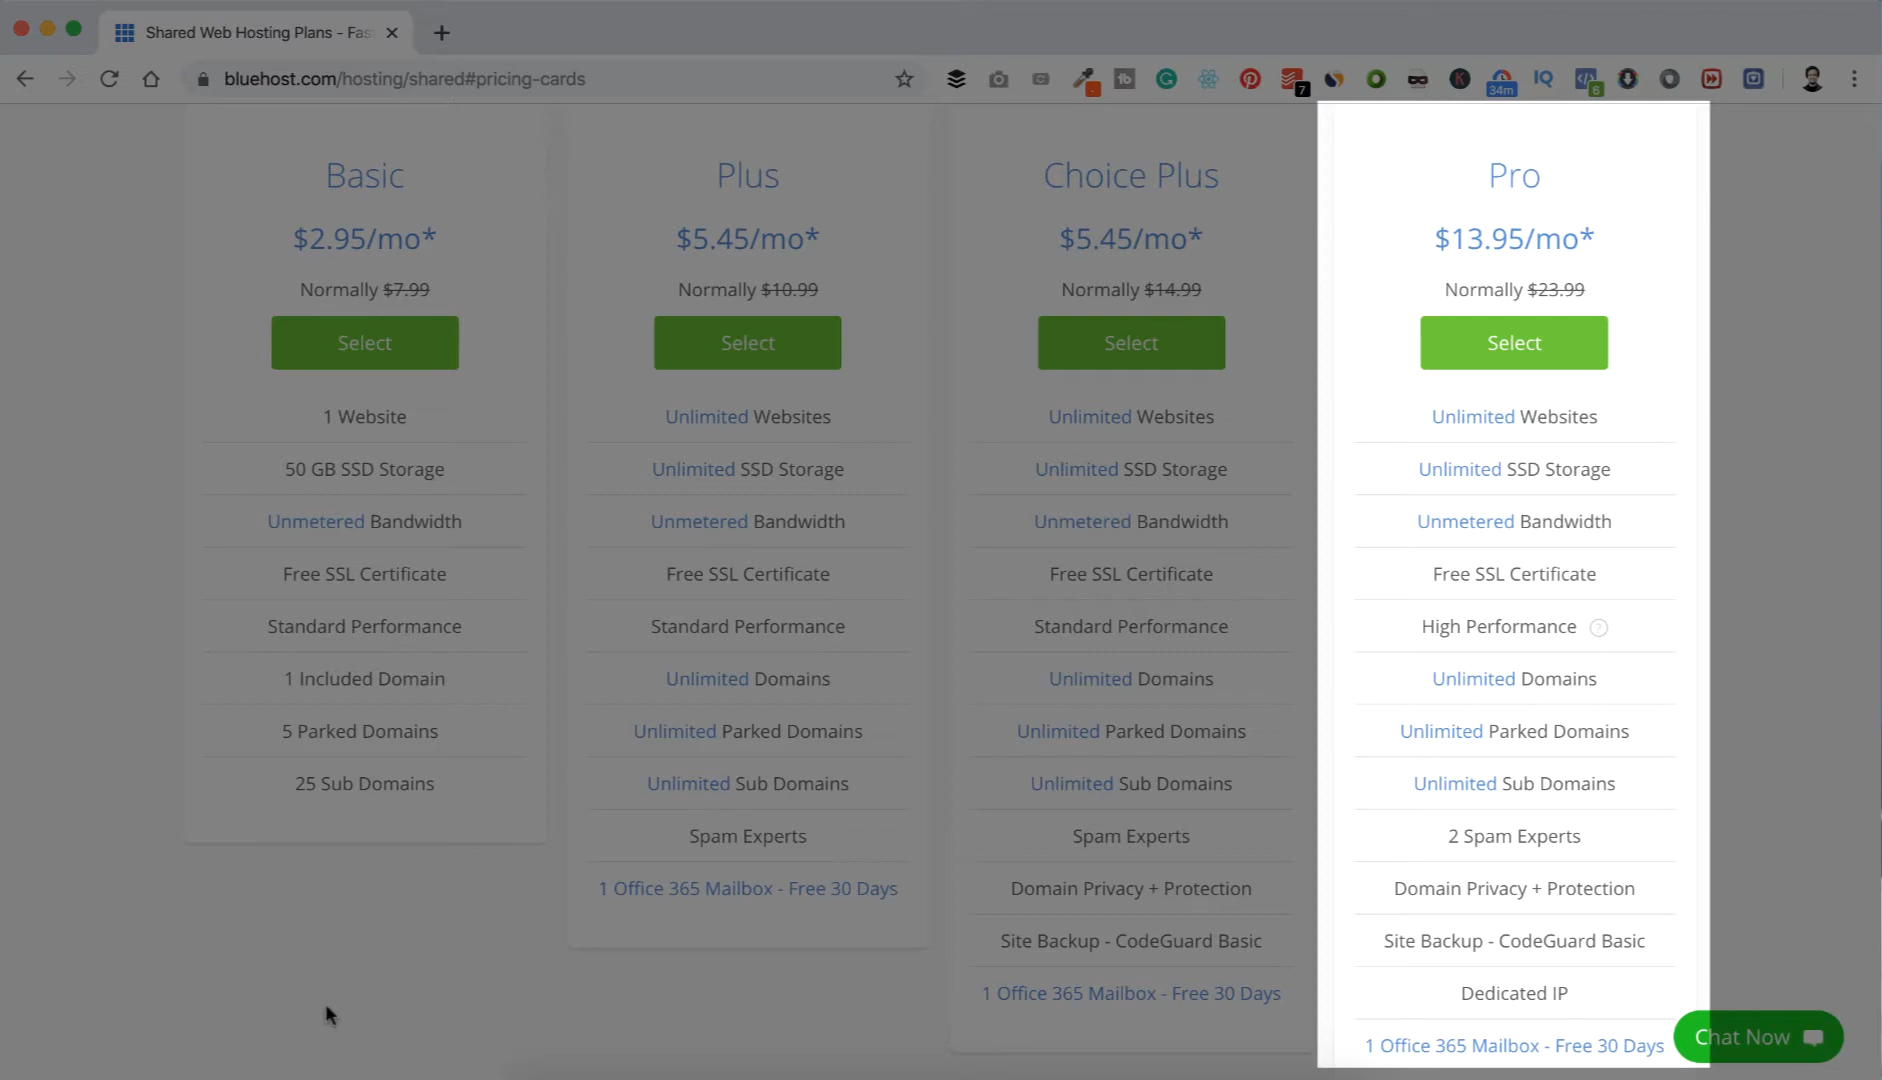 Shared Web Hosting Plans - Fas
bluehost.com/hosting/shared#pricing-cards
7
34m
IQ
6
Basic
$2.95/mo*
Normally $7.99
Select
1 Website
50 GB SSD Storage
Unmetered Bandwidth
Free SSL Certificate
Standard Performance
1 Included Domain
5 Parked Domains
25 Sub Domains
Plus
$5.45/mo*
Normally $10.99
Select
Unlimited Websites
Unlimited SSD Storage
Unmetered Bandwidth
Free SSL Certificate
Standard Performance
Unlimited Domains
Unlimited Parked Domains
Unlimited Sub Domains
Spam Experts
1 Office 365 Mailbox - Free 30 Days
Choice Plus
$5.45/mo*
Normally $14.99
Select
Unlimited Websites
Unlimited SSD Storage
Unmetered Bandwidth
Free SSL Certificate
Standard Performance
Unlimited Domains
Unlimited Parked Domains
Unlimited Sub Domains
Spam Experts
Domain Privacy + Protection
Site Backup - CodeGuard Basic
1 Office 365 Mailbox - Free 30 Days
Pro
$13.95/mo*
Normally $23.99
Select
Unlimited Websites
Unlimited SSD Storage
Unmetered Bandwidth
Free SSL Certificate
High Performance ?
Unlimited Domains
Unlimited Parked Domains
Unlimited Sub Domains
2 Spam Experts
Domain Privacy + Protection
Site Backup - CodeGuard Basic
Dedicated IP
1 Office 365 Mailbox - Free 30 Days
Chat Now